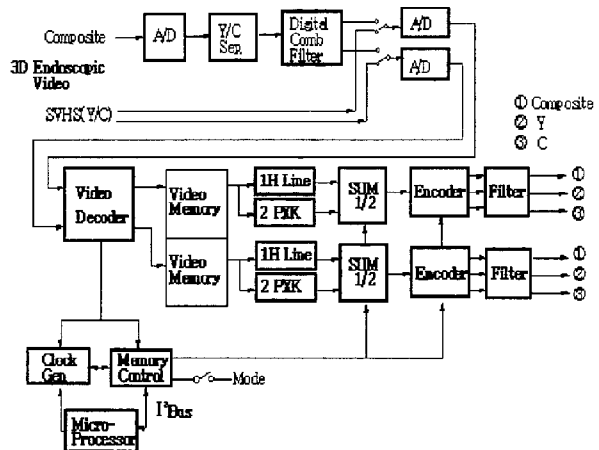 Composite
A/D
Y/C
Sep.
Digital
Comb
Filter
A/D
A/D
3D Endoscopic
Video
SVHS(Y/C)
① Composite
② Y
③ C
Video
Decoder
Video
Memory
Video
Memory
1H Line
2 PIX
1H Line
2 PIX
SUM
1/2
SUM
1/2
Encoder
Filter
①
②
③
Encoder
Filter
①
②
③
Clock
Gen
Memory
Control
Mode
I²Bus
Micro-
Processor